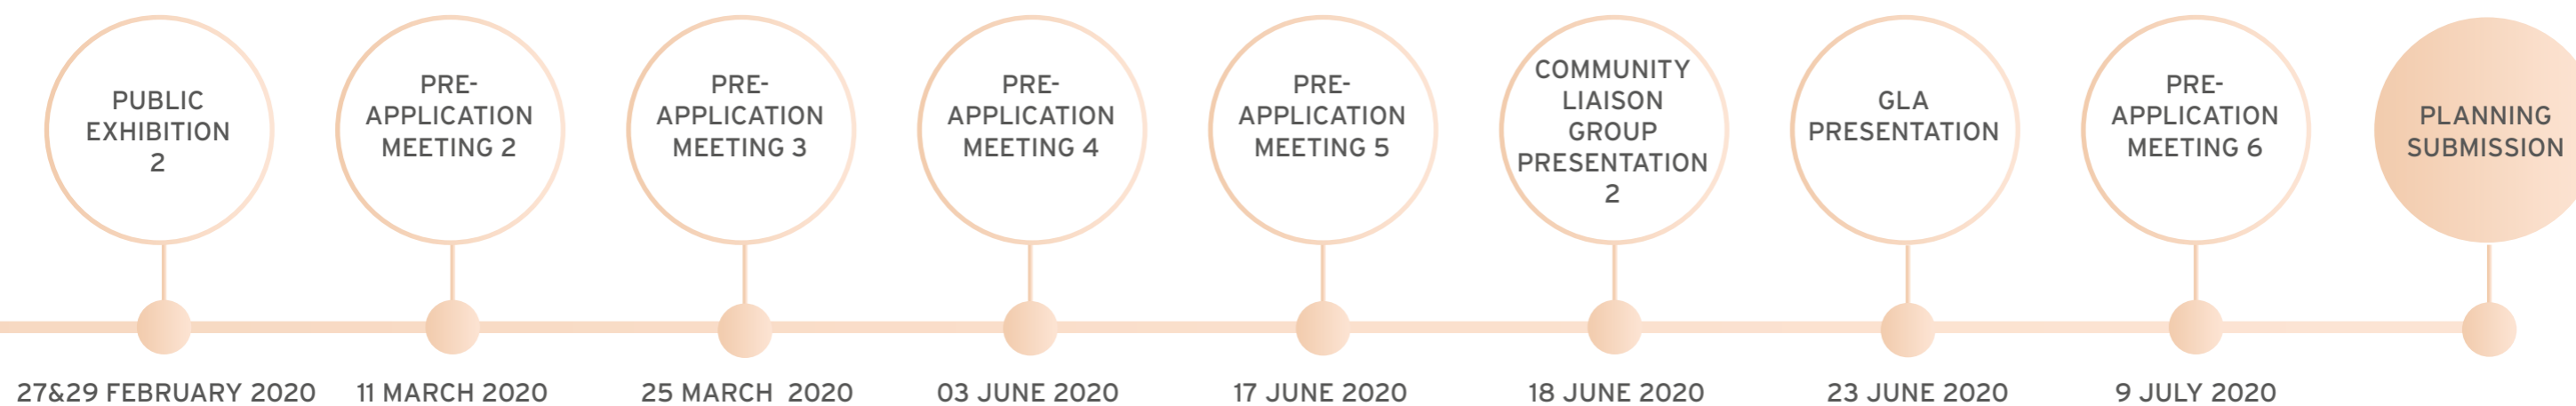 PUBLIC
EXHIBITION
2
PRE-
APPLICATION
MEETING 2
PRE-
APPLICATION
MEETING 3
PRE-
APPLICATION
MEETING 4
PRE-
APPLICATION
MEETING 5
COMMUNITY
LIAISON
GROUP
PRESENTATION
2
GLA
PRESENTATION
PRE-
APPLICATION
MEETING 6
PLANNING
SUBMISSION
27&29 FEBRUARY 2020
11 MARCH 2020
25 MARCH 2020
03 JUNE 2020
17 JUNE 2020
18 JUNE 2020
23 JUNE 2020
9 JULY 2020